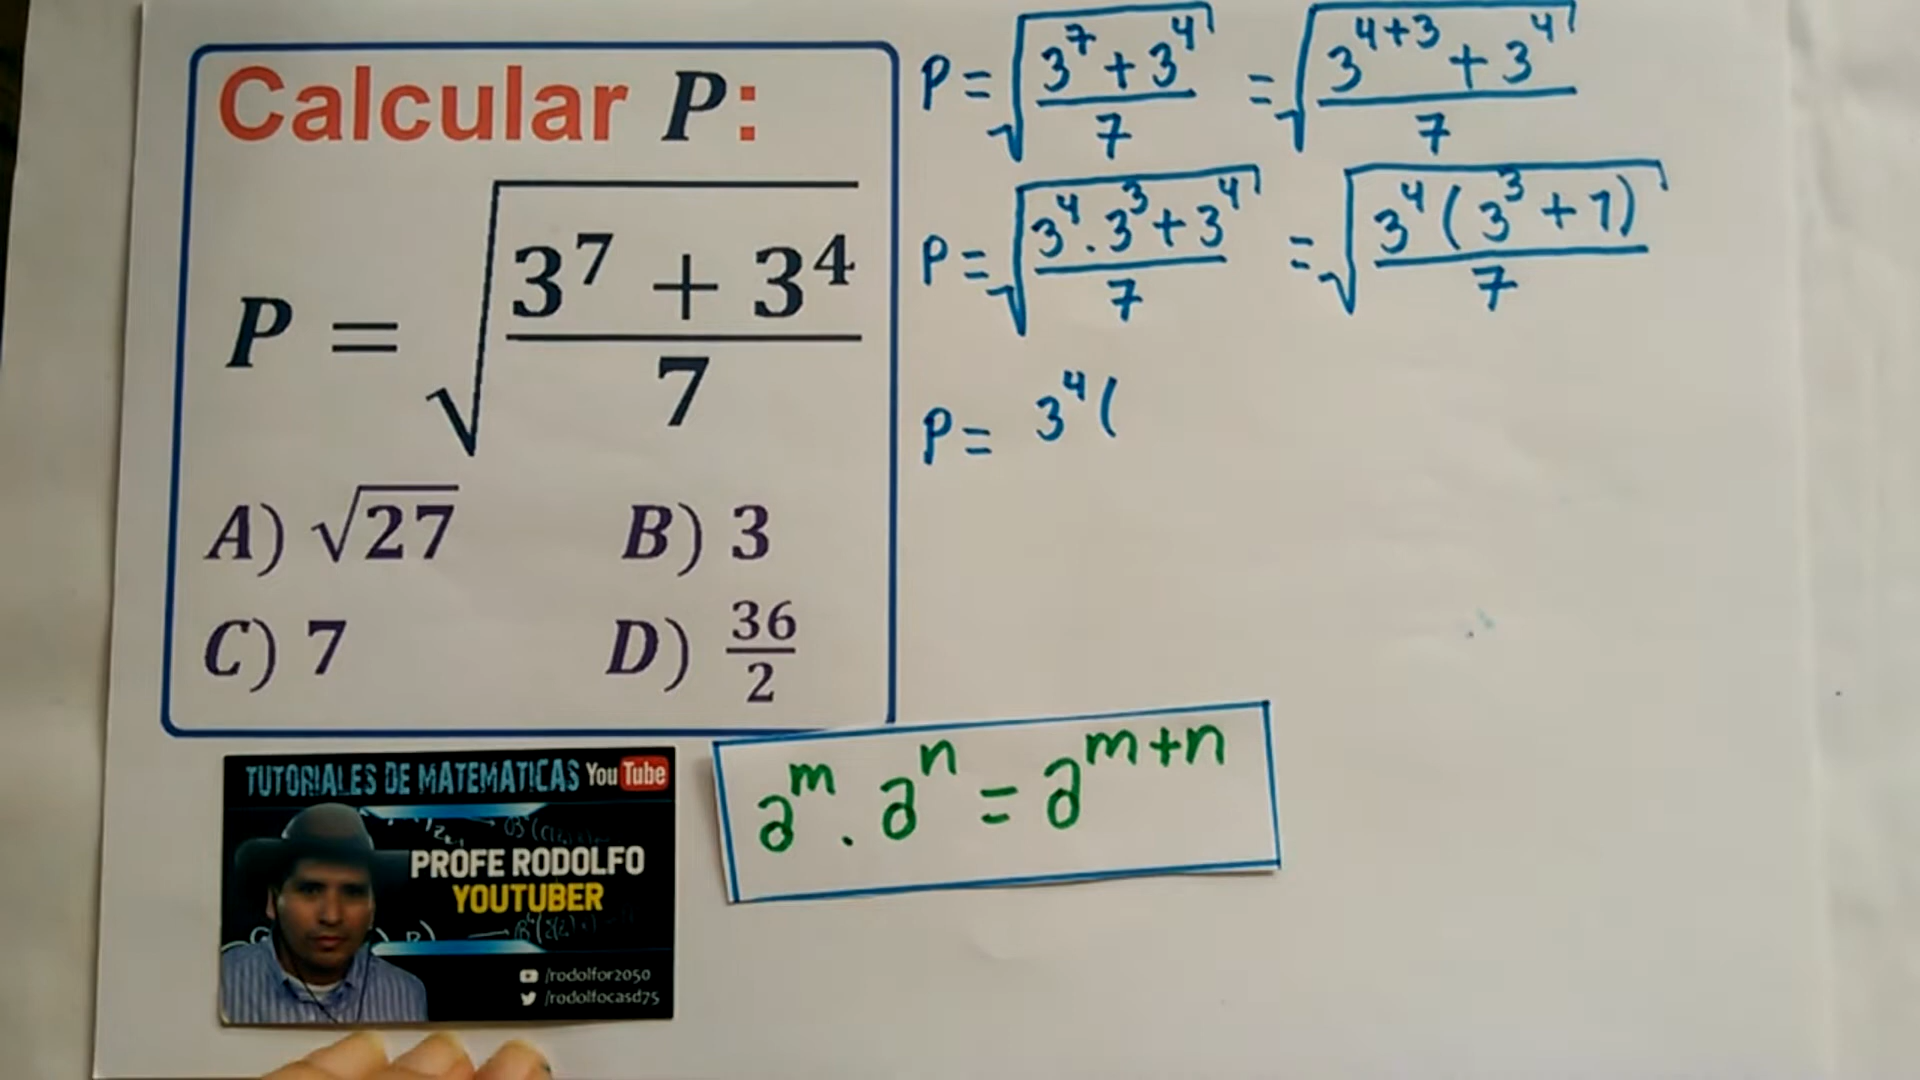 Calcular P:
P = √((3⁷ + 3⁴)/7)
A) √27 B) 3
C) 7 D) 36/2
P = √((3⁷ + 3⁴)/7) = √((3⁴⁺³ + 3⁴)/7)
P = √((3⁴ · 3³ + 3⁴)/7) = √((3⁴(3³ + 1))/7)
P = 3⁴(
aᵐ · aⁿ = aᵐ⁺ⁿ
TUTORIALES DE MATEMATICAS YouTube
PROFE RODOLFO
YOUTUBER
/rodolfor2050
/rodolfocasd75